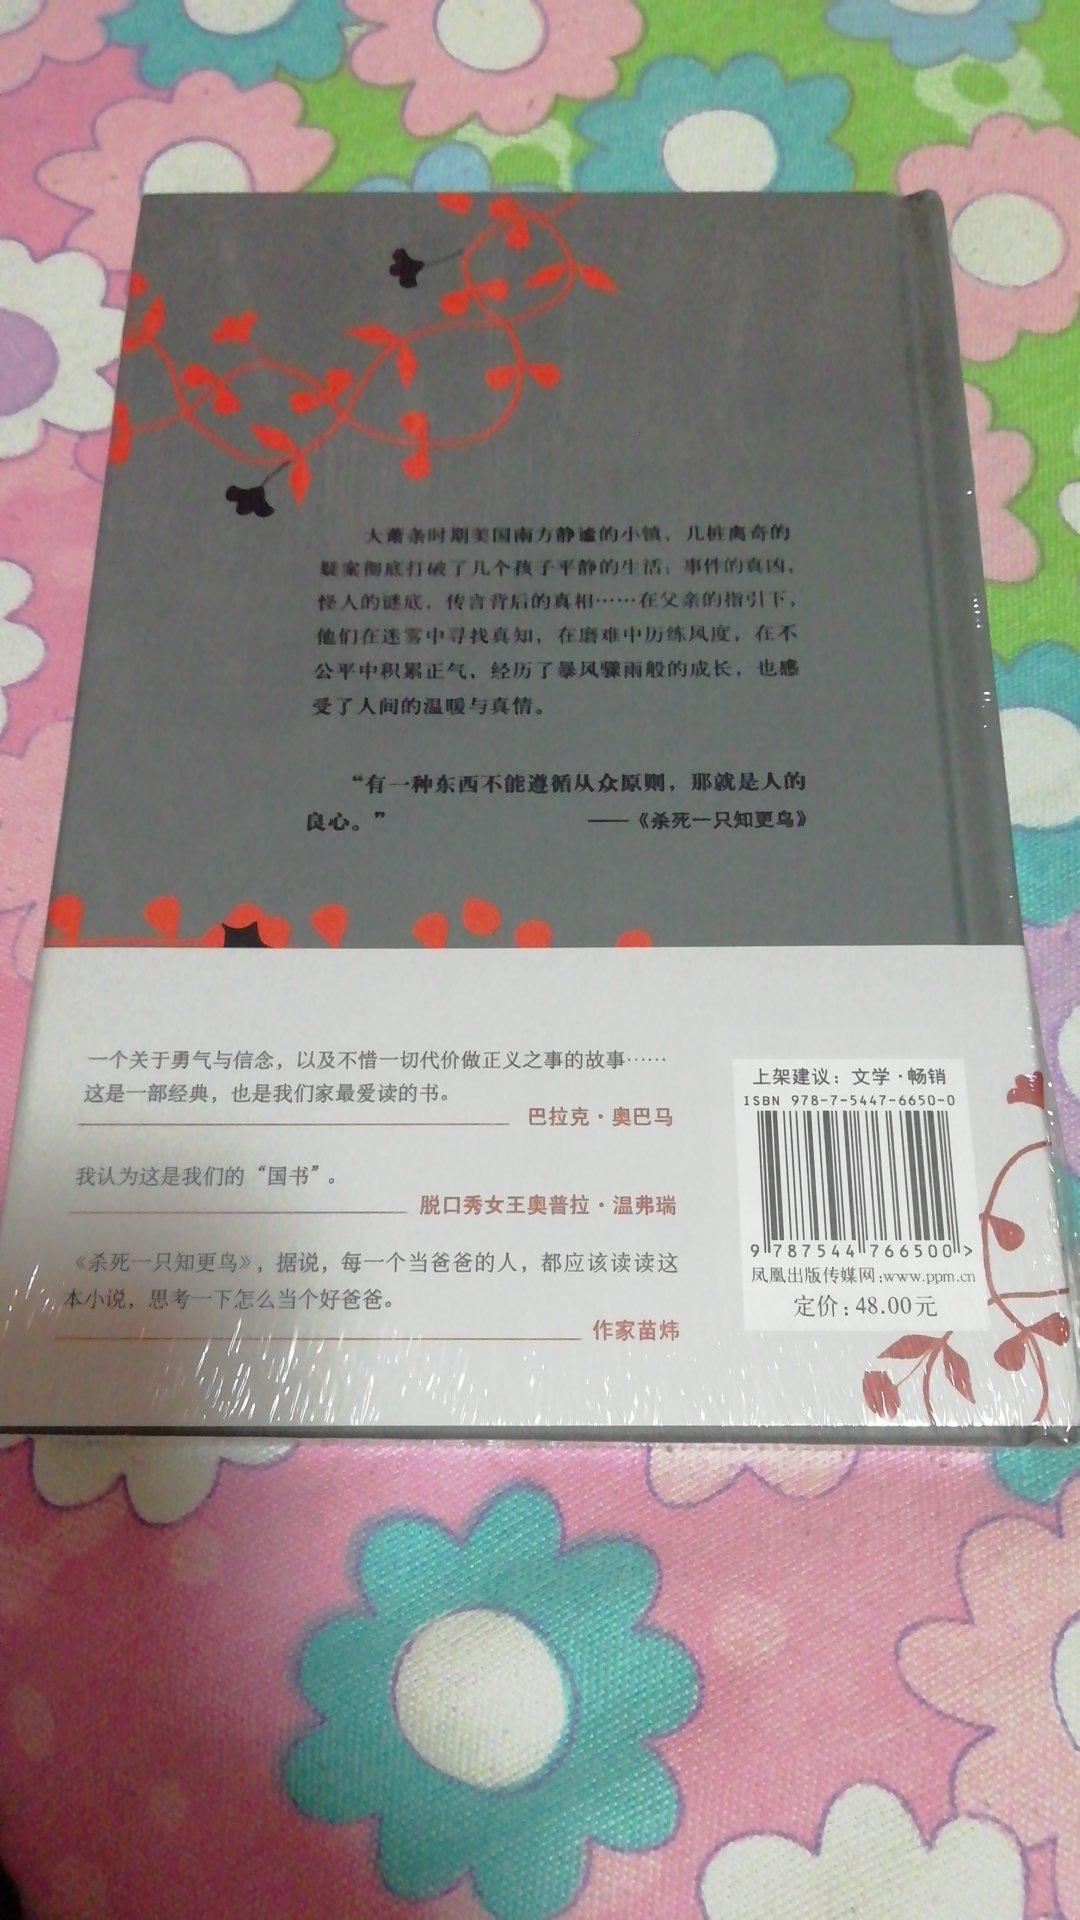 大萧条时期美国南方静谧的小镇，几桩离奇的
疑案彻底打破了几个孩子平静的生活：事件的真凶，
怪人的谜底，传言背后的真相……在父亲的指引下，
他们在迷雾中寻找真知，在磨难中历练风度，在不
公平中积累正气，经历了暴风骤雨般的成长，也感
受了人间的温暖与真情。
“有一种东西不能遵循从众原则，那就是人的
良心。” ——《杀死一只知更鸟》
一个关于勇气与信念，以及不惜一切代价做正义之事的故事……
这是一部经典，也是我们家最爱读的书。
巴拉克·奥巴马
我认为这是我们的“国书”。
脱口秀女王奥普拉·温弗瑞
《杀死一只知更鸟》，据说，每一个当爸爸的人，都应该读读这
本小说，思考一下怎么当个好爸爸。
作家苗炜
上架建议：文学·畅销
ISBN 978-7-5447-6650-0
9 787544 766500 >
凤凰出版传媒网:www.ppm.cn
定价：48.00元